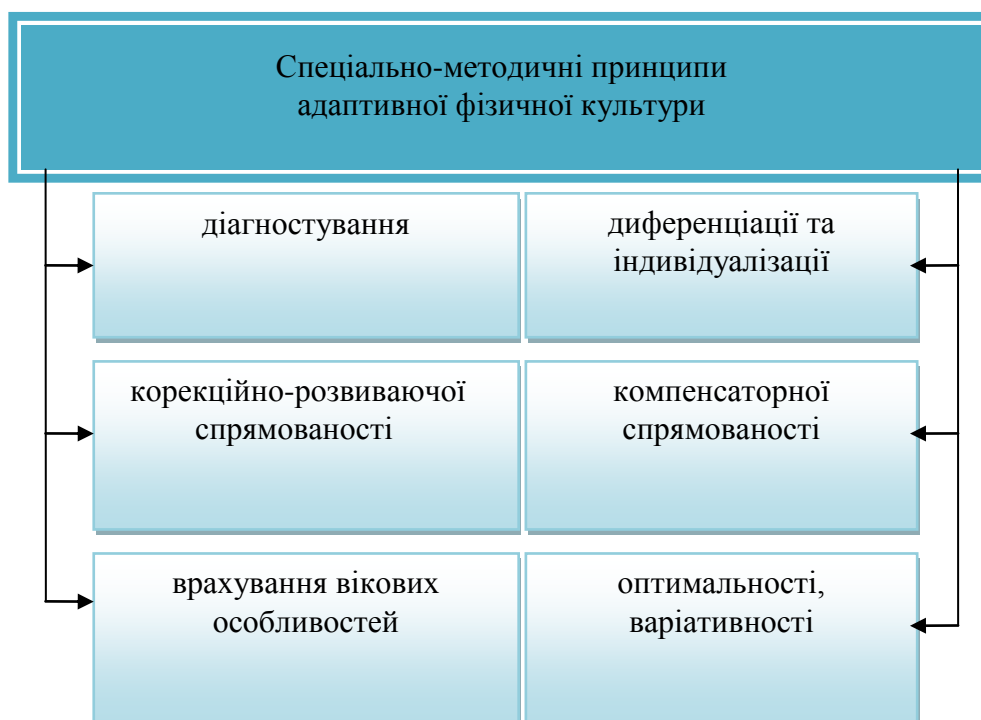 Спеціально-методичні принципи
адаптивної фізичної культури
діагностування
диференціації та
індивідуалізації
корекційно-розвиваючої
спрямованості
компенсаторної
спрямованості
врахування вікових
особливостей
оптимальності,
варіативності